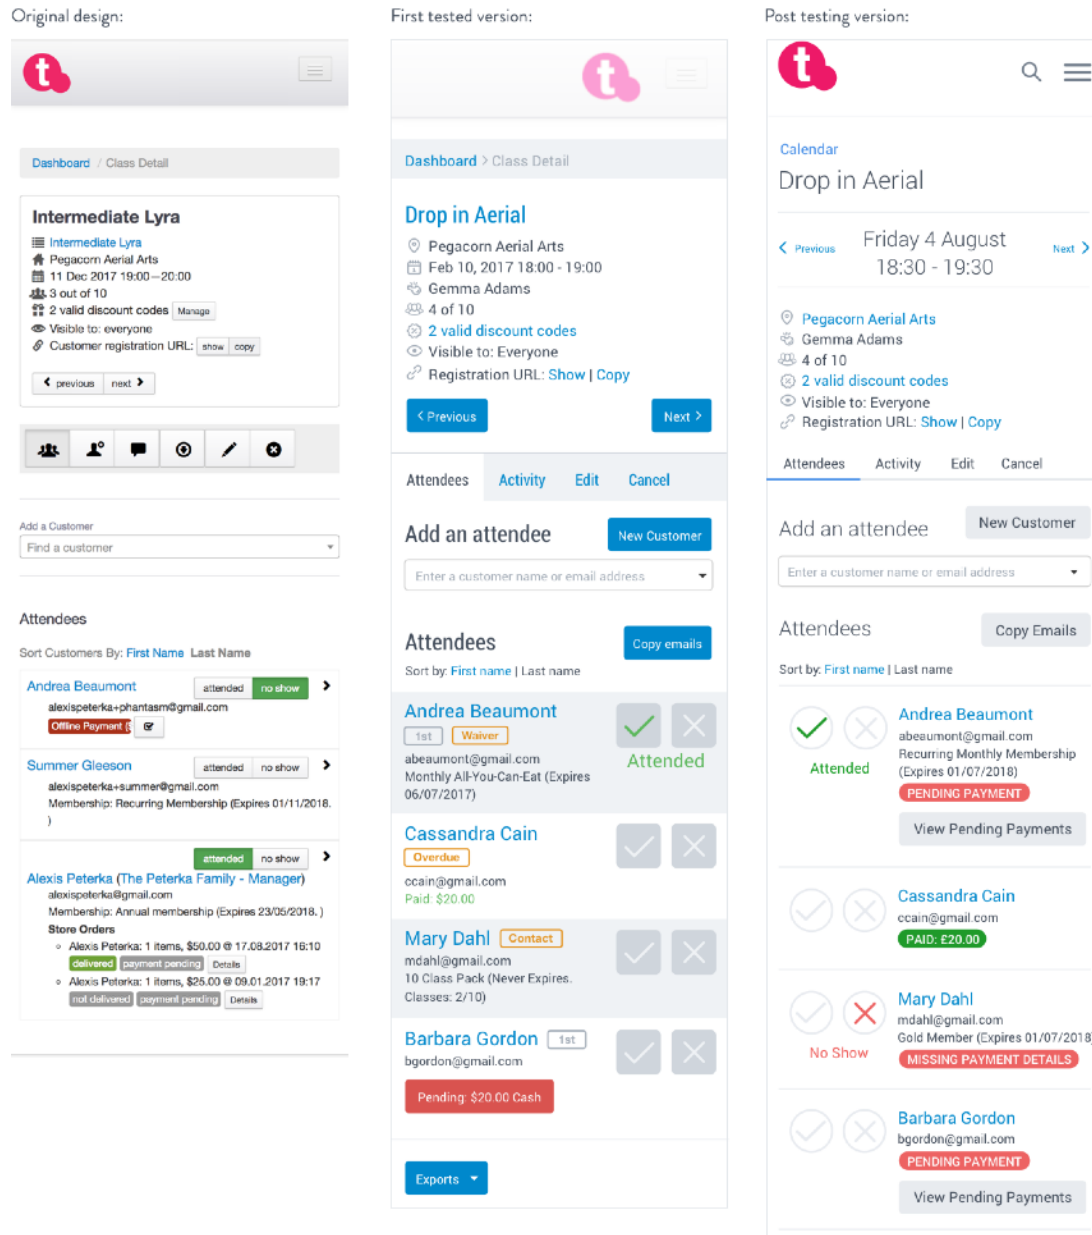 Original design:
t
Dashboard / Class Detail
Intermediate Lyra
Intermediate Lyra
Pegacorn Aerial Arts
11 Dec 2017 19:00—20:00
3 out of 10
2 valid discount codes Manage
Visible to: everyone
Customer registration URL: show copy
previous next
Add a Customer
Find a customer
Attendees
Sort Customers By: First Name Last Name
Andrea Beaumont attended no show
alexispeterka+phantasm@gmail.com
Offline Payment
Summer Gleeson attended no show
alexispeterka+summer@gmail.com
Membership: Recurring Membership (Expires 01/11/2018.
)
attended no show
Alexis Peterka (The Peterka Family - Manager)
alexispeterka@gmail.com
Membership: Annual membership (Expires 23/05/2018. )
Store Orders
Alexis Peterka: 1 items, $50.00 @ 17.08.2017 16:10
delivered payment pending Details
Alexis Peterka: 1 items, $25.00 @ 09.01.2017 19:17
not delivered payment pending Details
First tested version:
t
Dashboard > Class Detail
Drop in Aerial
Pegacorn Aerial Arts
Feb 10, 2017 18:00 - 19:00
Gemma Adams
4 of 10
2 valid discount codes
Visible to: Everyone
Registration URL: Show | Copy
< Previous Next >
Attendees Activity Edit Cancel
Add an attendee New Customer
Enter a customer name or email address
Attendees Copy emails
Sort by: First name | Last name
Andrea Beaumont
1st Waiver
abeaumont@gmail.com Attended
Monthly All-You-Can-Eat (Expires
06/07/2017)
Cassandra Cain
Overdue
ccain@gmail.com
Paid: $20.00
Mary Dahl Contact
mdahl@gmail.com
10 Class Pack (Never Expires.
Classes: 2/10)
Barbara Gordon 1st
bgordon@gmail.com
Pending: $20.00 Cash
Exports
Post testing version:
t
Calendar
Drop in Aerial
Friday 4 August
< Previous Next >
18:30 - 19:30
Pegacorn Aerial Arts
Gemma Adams
4 of 10
2 valid discount codes
Visible to: Everyone
Registration URL: Show | Copy
Attendees Activity Edit Cancel
Add an attendee New Customer
Enter a customer name or email address
Attendees Copy Emails
Sort by: First name | Last name
Andrea Beaumont
abeaumont@gmail.com
Recurring Monthly Membership
Attended (Expires 01/07/2018)
PENDING PAYMENT
View Pending Payments
Cassandra Cain
ccain@gmail.com
PAID: £20.00
Mary Dahl
mdahl@gmail.com
Gold Member (Expires 01/07/2018)
No Show MISSING PAYMENT DETAILS
Barbara Gordon
bgordon@gmail.com
PENDING PAYMENT
View Pending Payments